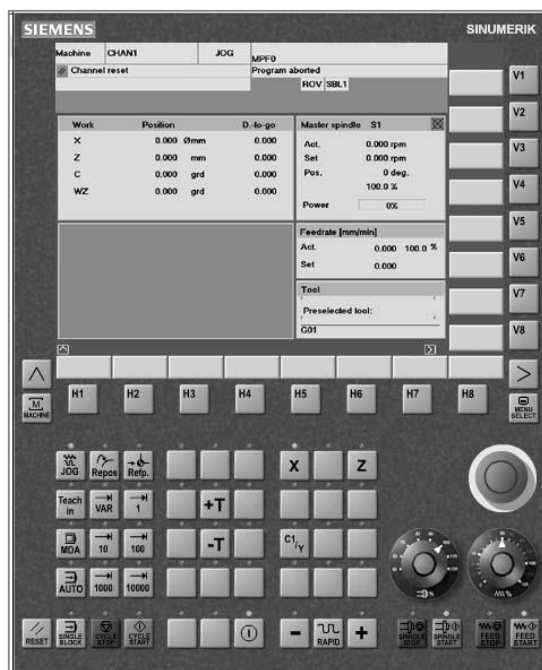 SIEMENS SINUMERIK
Machine CHAN1 JOG MPF0
Channel reset Program aborted
ROV SBL1
Work Position D.-to-go Master spindle S1
X 0.000 Ømm 0.000 Act. 0.000 rpm
Z 0.000 mm 0.000 Set 0.000 rpm
C 0.000 grd 0.000 Pos. 0 deg.
100.0 %
WZ 0.000 grd 0.000
Power 0%
Feedrate [mm/min]
Act. 0.000 100.0 %
Set 0.000
Tool
Preselected tool:
G01
V1
V2
V3
V4
V5
V6
V7
V8
H1 H2 H3 H4 H5 H6 H7 H8
M MACHINE
MENU SELECT
JOG Repos Refp. X Z
Teach in VAR 1 +T
MDA 10 100 -T C1/Y
AUTO 1000 10000
RESET SINGLE BLOCK CYCLE STOP CYCLE START - RAPID + SPINDLE STOP SPINDLE START FEED STOP FEED START